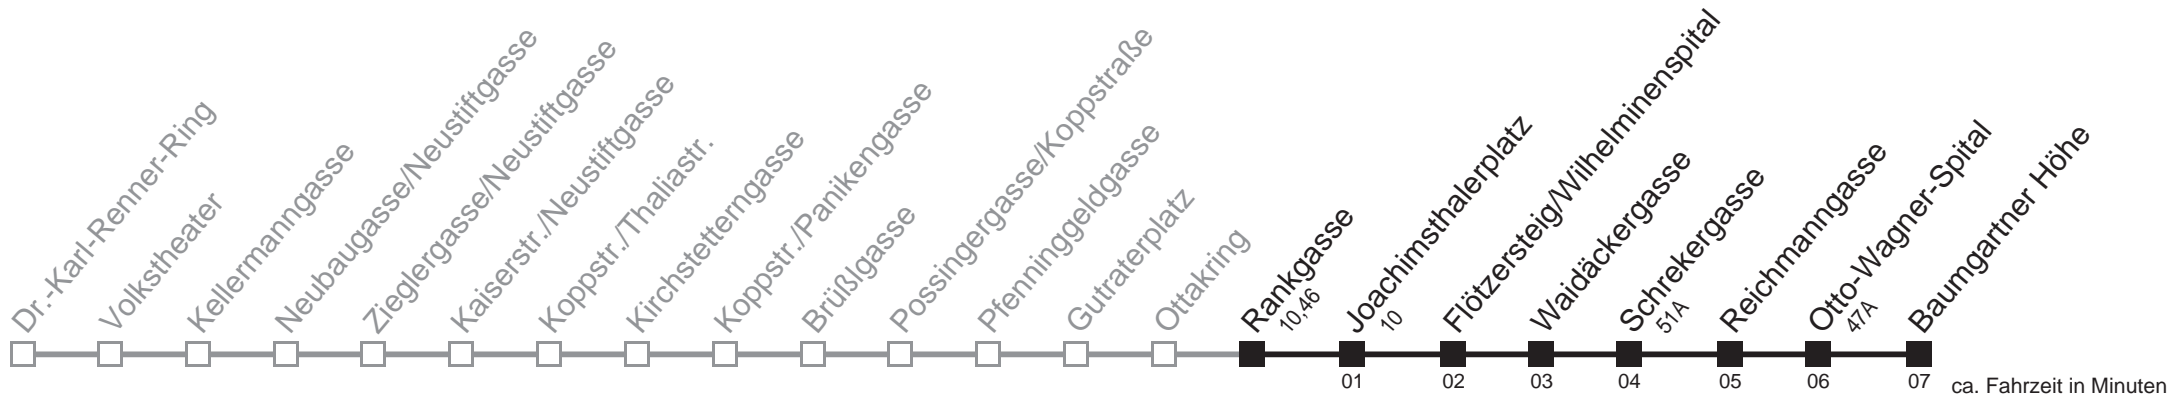 Dr.-Karl-Renner-Ring
Volkstheater
Kellermanngasse
Neubaugasse/Neustiftgasse
Zieglergasse/Neustiftgasse
Kaiserstr./Neustiftgasse
Koppstr./Thaliastr.
Kirchstetterngasse
Koppstr./Panikengasse
Brüßlgasse
Possingergasse/Koppstraße
Pfenninggeldgasse
Gutraterplatz
Ottakring
Rankgasse
10,46
Joachimsthalerplatz
10
Flötzersteig/Wilhelminenspital
Waidäckergasse
Schrekergasse
51A
Reichmanngasse
Otto-Wagner-Spital
47A
Baumgartner Höhe
01 02 03 04 05 06 07 ca. Fahrzeit in Minuten